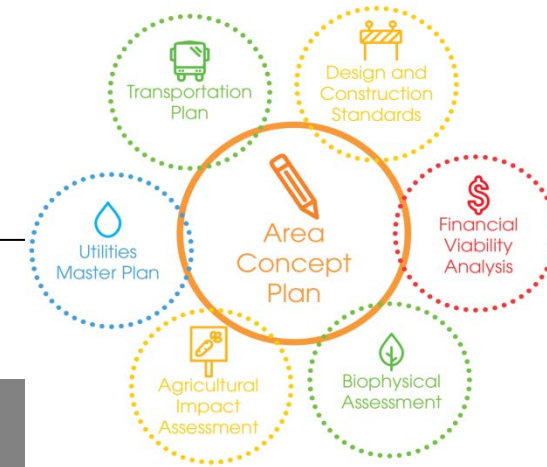 Transportation
Plan
Design and
Construction
Standards
Utilities
Master Plan
Area
Concept
Plan
$
Financial
Viability
Analysis
Agricultural
Impact
Assessment
Biophysical
Assessment